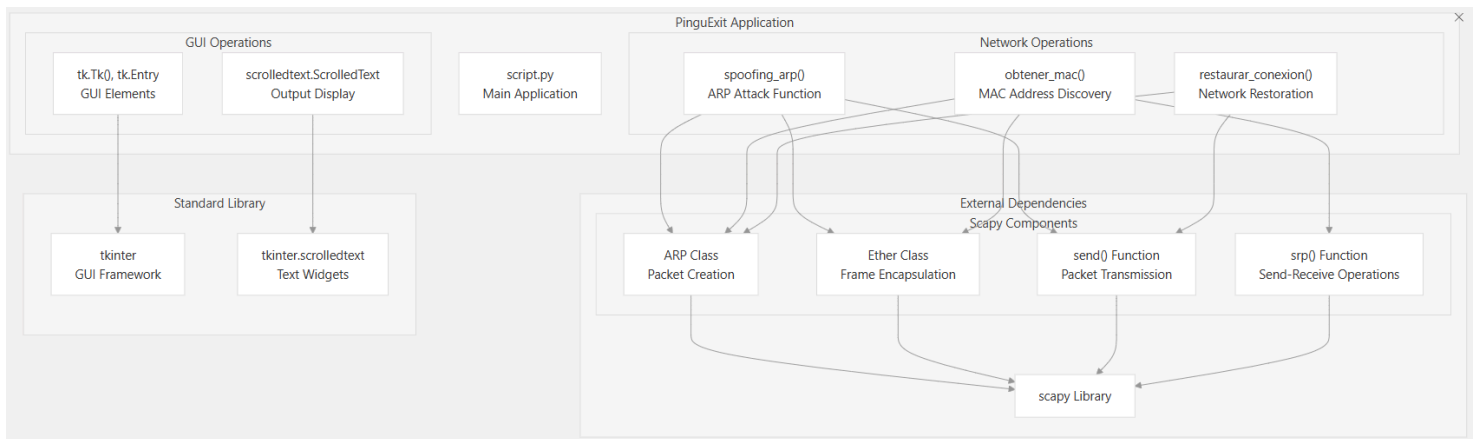 PinguExit Application
GUI Operations
tk.Tk(), tk.Entry
GUI Elements
scrolledtext.ScrolledText
Output Display
script.py
Main Application
Network Operations
spoofing_arp()
ARP Attack Function
obtener_mac()
MAC Address Discovery
restaurar_conexion()
Network Restoration
Standard Library
tkinter
GUI Framework
tkinter.scrolledtext
Text Widgets
External Dependencies
Scapy Components
ARP Class
Packet Creation
Ether Class
Frame Encapsulation
send() Function
Packet Transmission
srp() Function
Send-Receive Operations
scapy Library